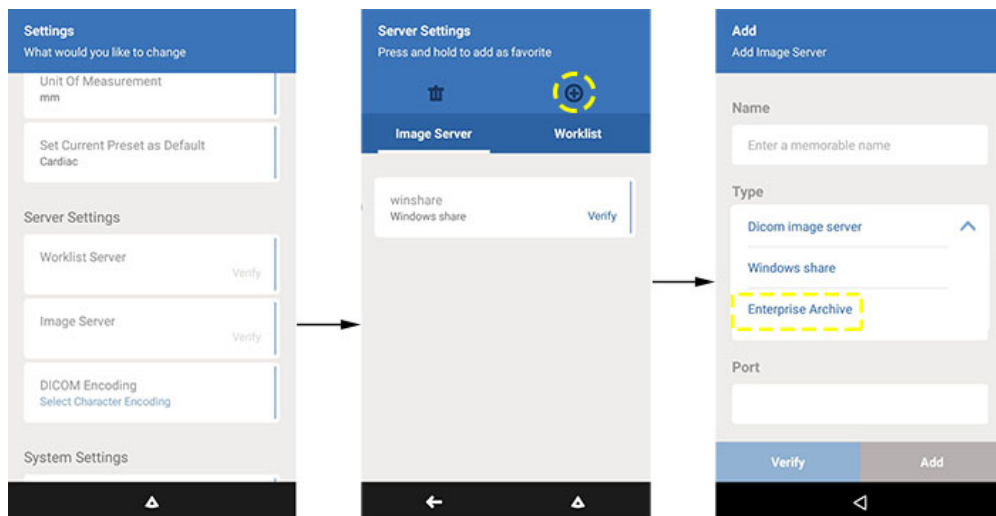 Settings
What would you like to change
Unit Of Measurement
mm
Set Current Preset as Default
Cardiac
Server Settings
Worklist Server
Verify
Image Server
Verify
DICOM Encoding
Select Character Encoding
System Settings
Server Settings
Press and hold to add as favorite
Image Server
Worklist
winshare
Windows share
Verify
Add
Add Image Server
Name
Enter a memorable name
Type
Dicom image server
Windows share
Enterprise Archive
Port
Verify
Add